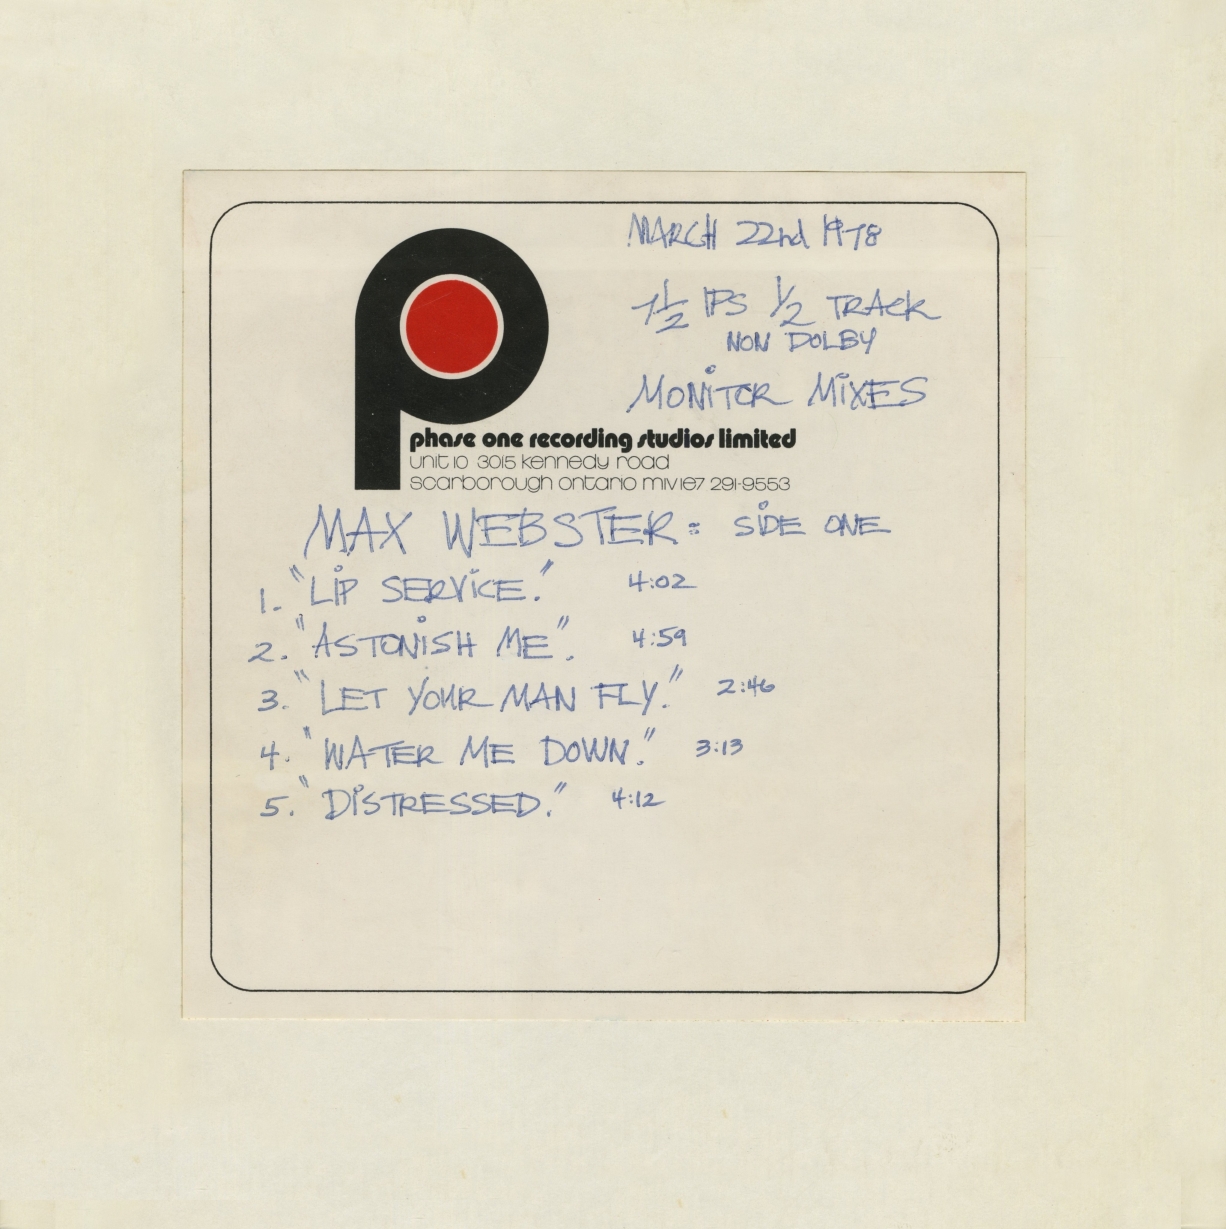 MARCH 22nd 1978
7 1/2 IPS 1/2 TRACK
NON DOLBY
MONITOR MIXES
phase one recording studios limited
unit 10 3015 kennedy road
scarborough ontario m1v1e7 291-9553
MAX WEBSTER: SIDE ONE
1. "LIP SERVICE." 4:02
2. "ASTONISH ME". 4:59
3. "LET YOUR MAN FLY." 2:46
4. "WATER ME DOWN." 3:13
5. "DISTRESSED." 4:12